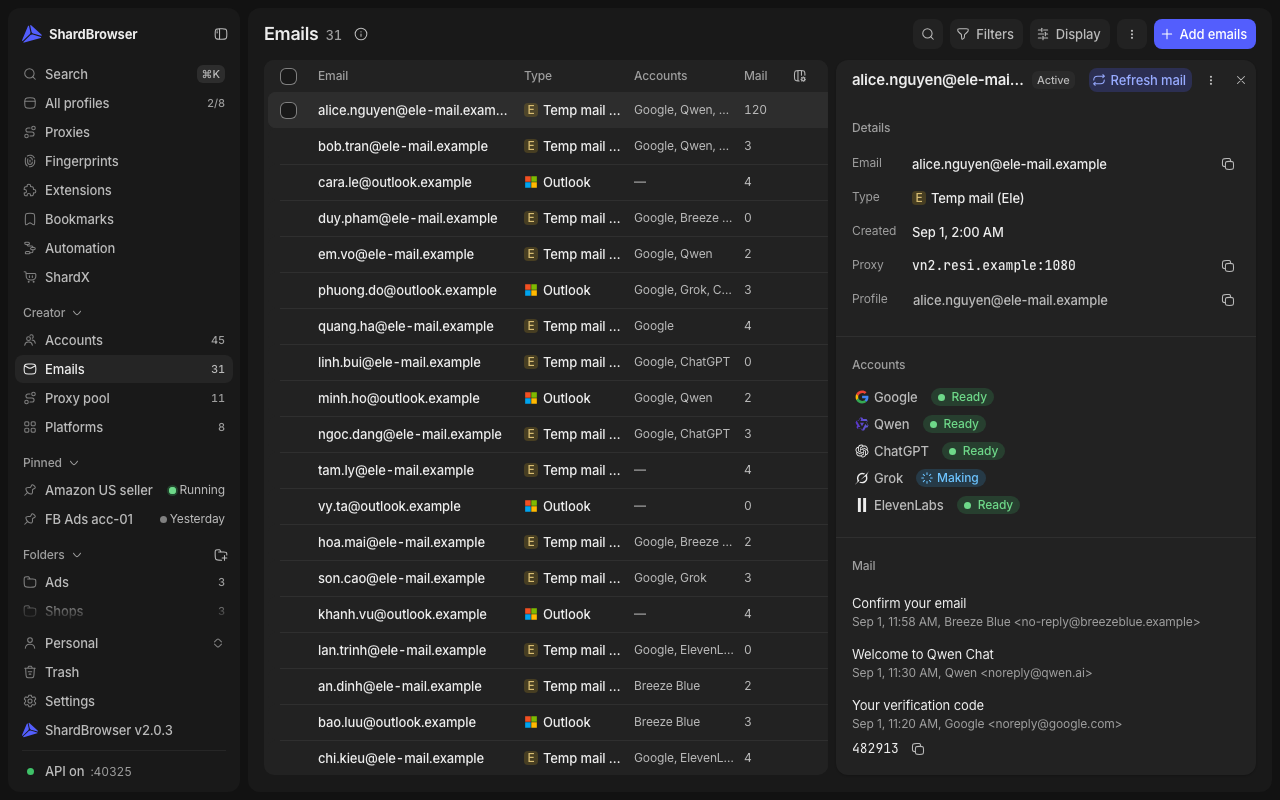 ShardBrowser
Search ⌘K
All profiles 2/8
Proxies
Fingerprints
Extensions
Bookmarks
Automation
ShardX
Creator
Accounts 45
Emails 31
Proxy pool 11
Platforms 8
Pinned
Amazon US seller Running
FB Ads acc-01 Yesterday
Folders
Ads 3
Shops 3
Personal
Trash
Settings
ShardBrowser v2.0.3
API on :40325
Emails 31
Filters
Display
Add emails
Email Type Accounts Mail
alice.nguyen@ele-mail.exam... E Temp mail ... Google, Qwen, ... 120
bob.tran@ele-mail.example E Temp mail ... Google, Qwen, ... 3
cara.le@outlook.example Outlook — 4
duy.pham@ele-mail.example E Temp mail ... Google, Breeze ... 0
em.vo@ele-mail.example E Temp mail ... Google, Qwen 2
phuong.do@outlook.example Outlook Google, Grok, C... 3
quang.ha@ele-mail.example E Temp mail ... Google 4
linh.bui@ele-mail.example E Temp mail ... Google, ChatGPT 0
minh.ho@outlook.example Outlook Google, Qwen 2
ngoc.dang@ele-mail.example E Temp mail ... Google, ChatGPT 3
tam.ly@ele-mail.example E Temp mail ... — 4
vy.ta@outlook.example Outlook — 0
hoa.mai@ele-mail.example E Temp mail ... Google, Breeze ... 2
son.cao@ele-mail.example E Temp mail ... Google, Grok 3
khanh.vu@outlook.example Outlook — 4
lan.trinh@ele-mail.example E Temp mail ... Google, ElevenL... 0
an.dinh@ele-mail.example E Temp mail ... Breeze Blue 2
bao.luu@outlook.example Outlook Breeze Blue 3
chi.kieu@ele-mail.example E Temp mail ... Google, ElevenL... 4
alice.nguyen@ele-mai... Active Refresh mail
Details
Email alice.nguyen@ele-mail.example
Type E Temp mail (Ele)
Created Sep 1, 2:00 AM
Proxy vn2.resi.example:1080
Profile alice.nguyen@ele-mail.example
Accounts
Google Ready
Qwen Ready
ChatGPT Ready
Grok Making
ElevenLabs Ready
Mail
Confirm your email
Sep 1, 11:58 AM, Breeze Blue <no-reply@breezeblue.example>
Welcome to Qwen Chat
Sep 1, 11:30 AM, Qwen <noreply@qwen.ai>
Your verification code
Sep 1, 11:20 AM, Google <noreply@google.com>
482913